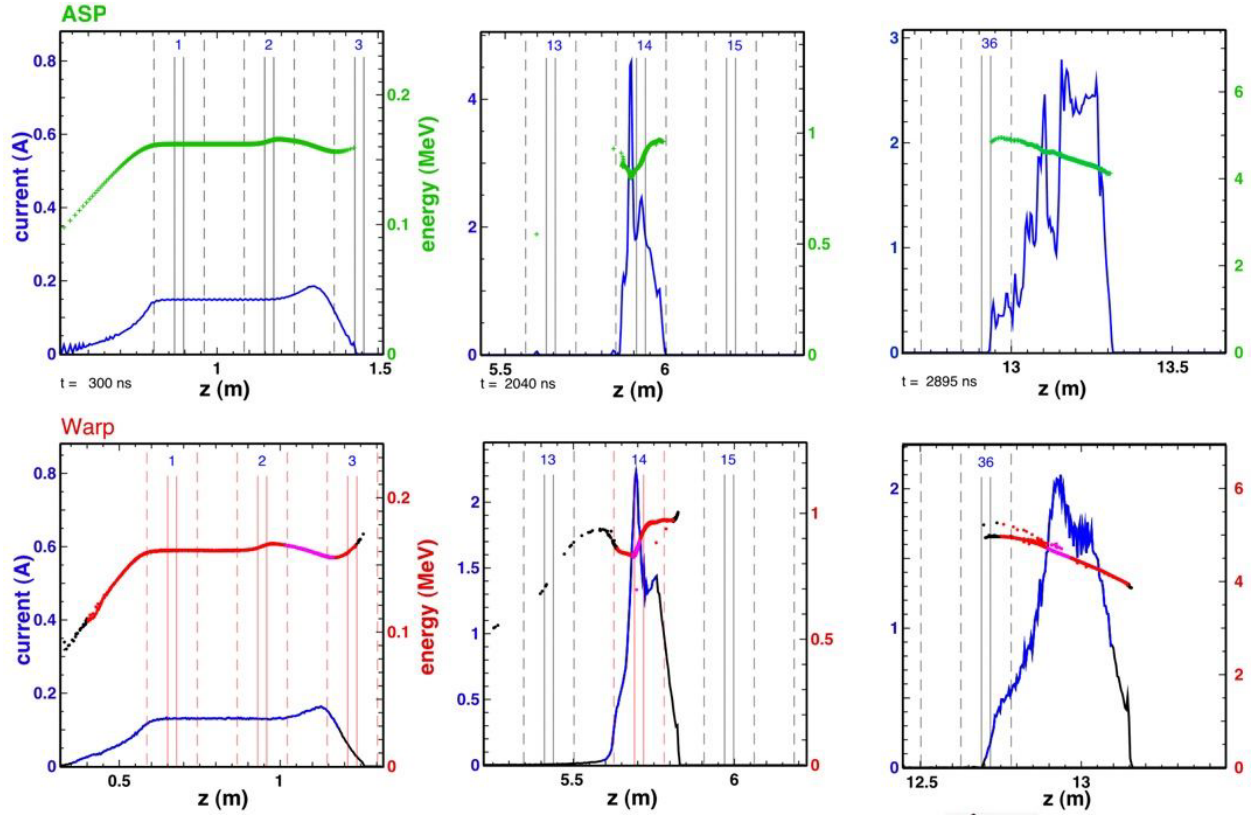 ASP
1 2 3
0.8
0.6
0.4
0.2
0
current (A)
0.2
0.1
0
energy (MeV)
1 1.5
t = 300 ns
z (m)
13 14 15
4
2
0
1
0.5
0
5.5 6
t = 2040 ns
z (m)
36
3
2
1
0
6
4
2
0
13 13.5
t = 2895 ns
z (m)
Warp
1 2 3
0.8
0.6
0.4
0.2
0
current (A)
0.2
0.1
0
energy (MeV)
0.5 1
z (m)
13 14 15
2
1.5
1
0.5
0
1
0.5
0
5.5 6
z (m)
36
2
1
0
6
4
2
0
12.5 13
z (m)